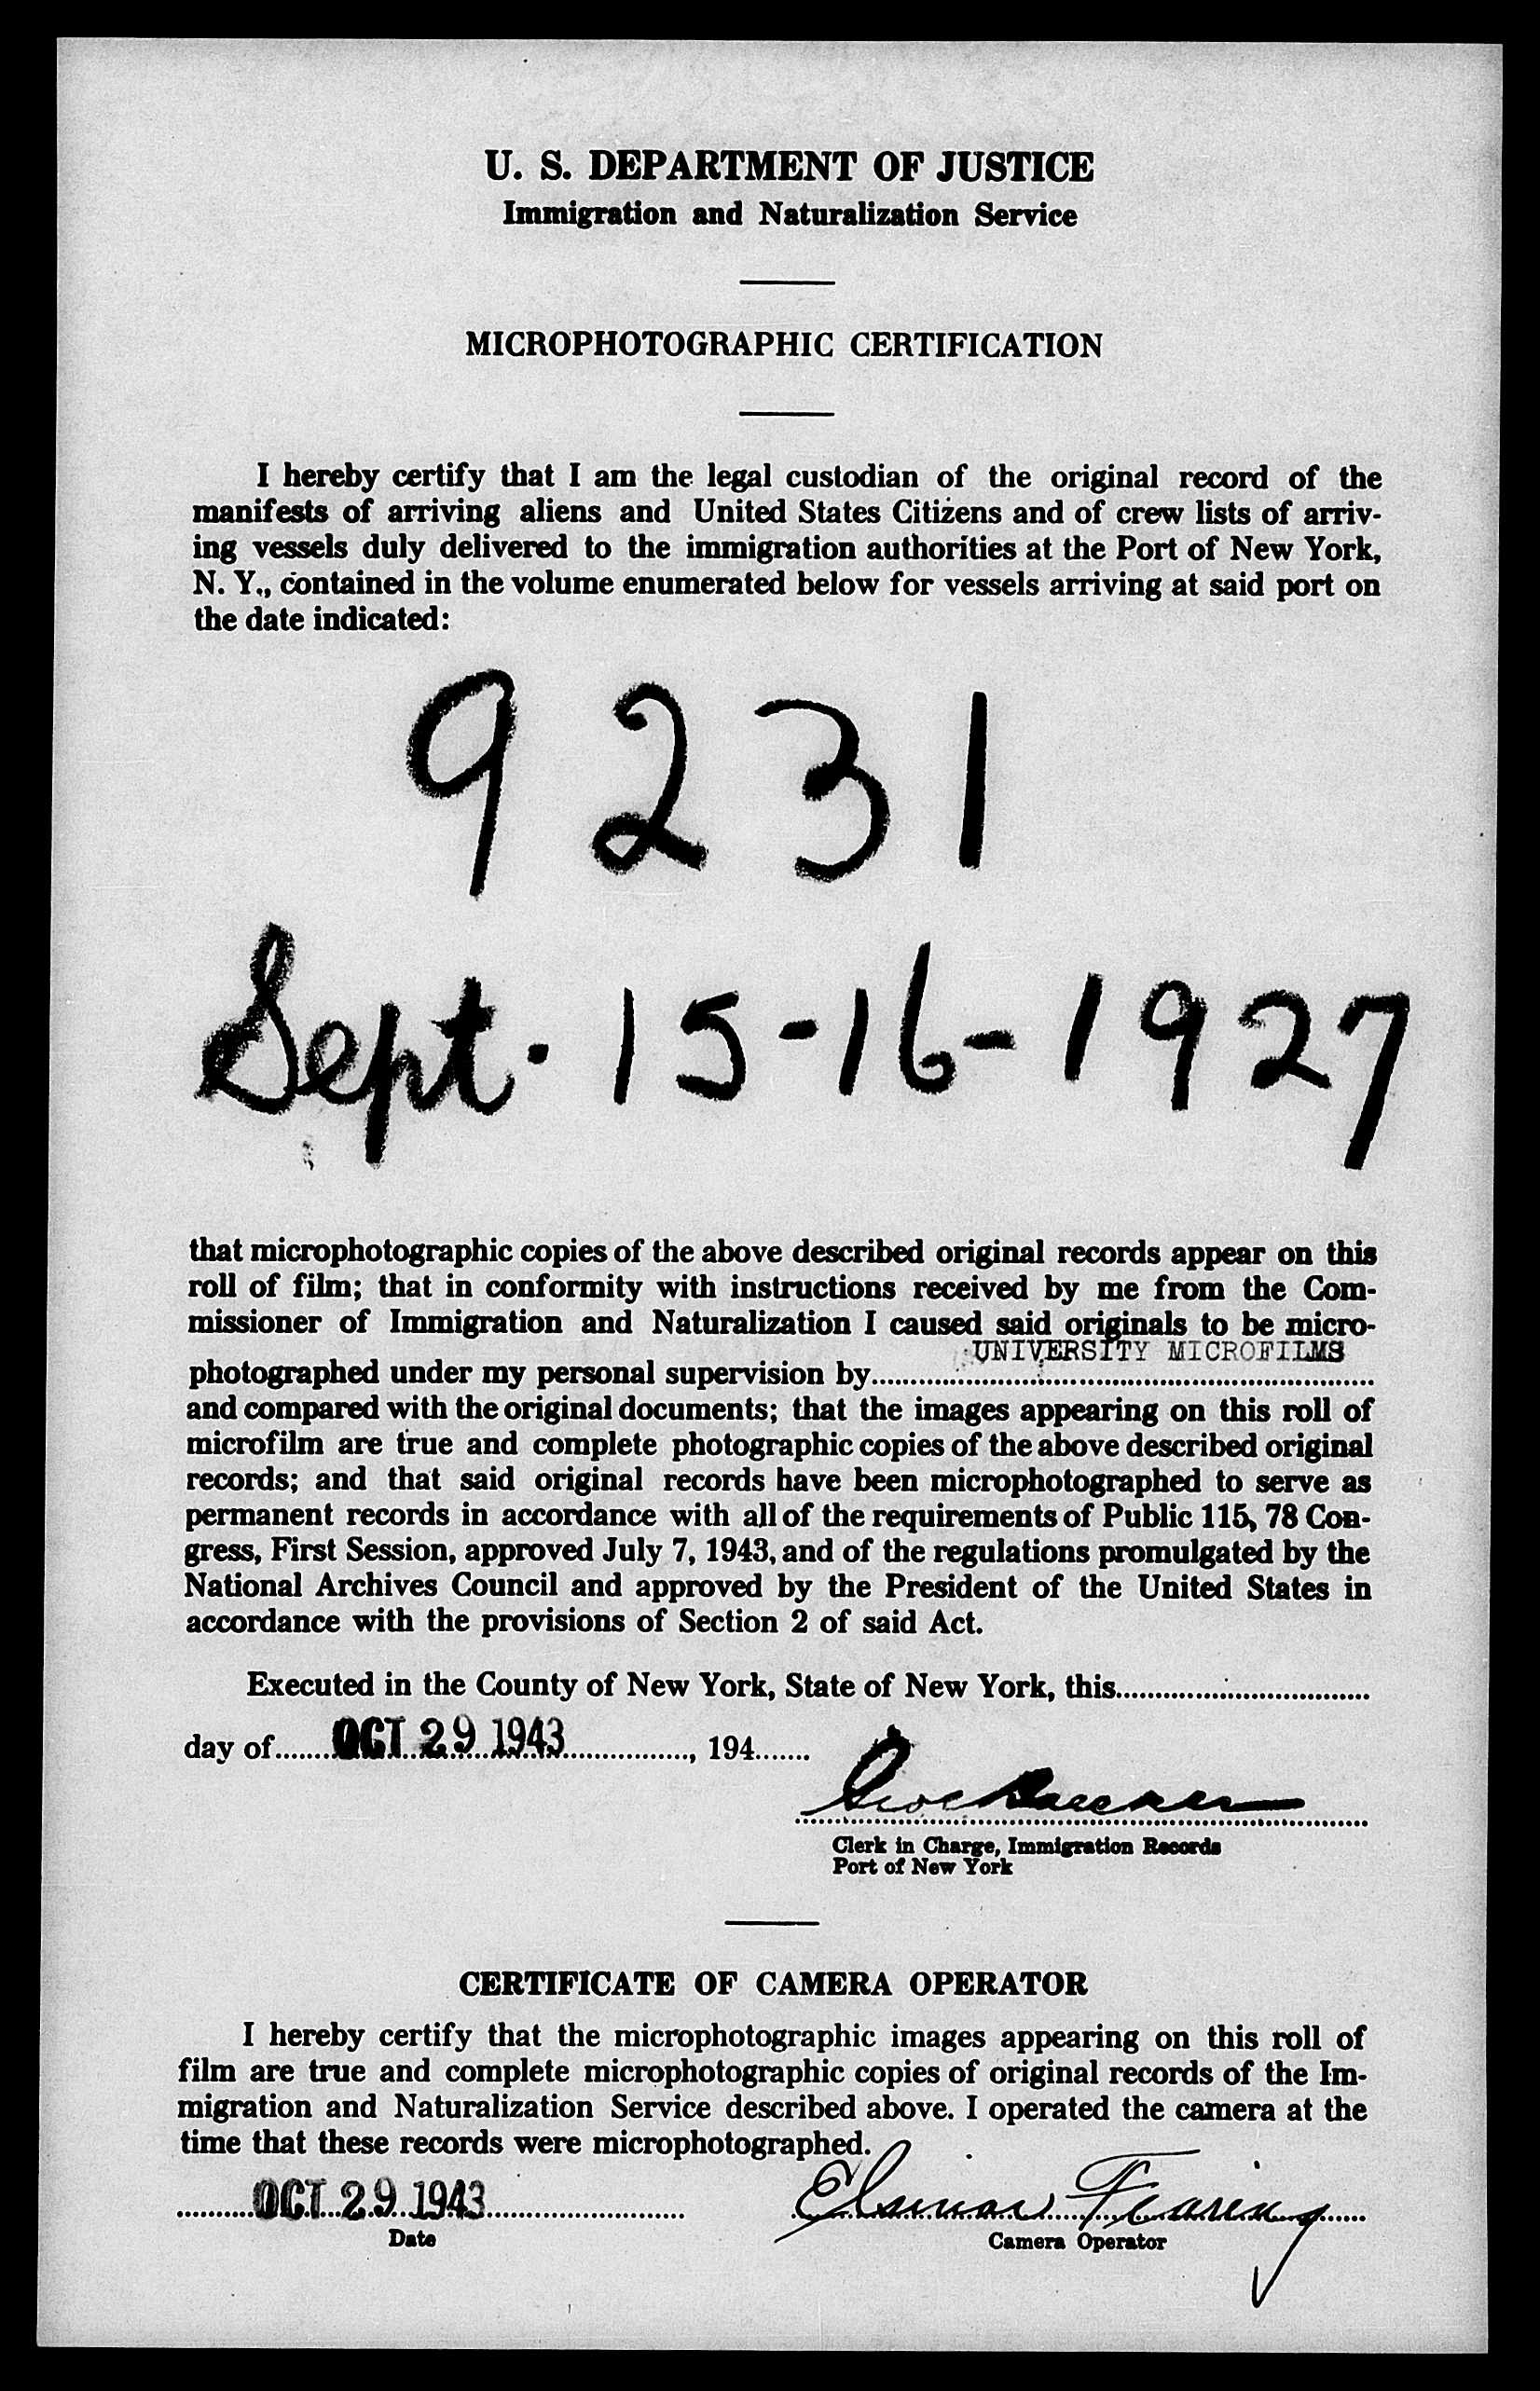 U. S. DEPARTMENT OF JUSTICE
Immigration and Naturalization Service
MICROPHOTOGRAPHIC CERTIFICATION
I hereby certify that I am the legal custodian of the original record of the
manifests of arriving aliens and United States Citizens and of crew lists of arriv-
ing vessels duly delivered to the immigration authorities at the Port of New York,
N. Y., contained in the volume enumerated below for vessels arriving at said port on
the date indicated:
9231
Sept. 15-16-1927
that microphotographic copies of the above described original records appear on this
roll of film; that in conformity with instructions received by me from the Com-
missioner of Immigration and Naturalization I caused said originals to be micro-
UNIVERSITY MICROFILMS
photographed under my personal supervision by
and compared with the original documents; that the images appearing on this roll of
microfilm are true and complete photographic copies of the above described original
records; and that said original records have been microphotographed to serve as
permanent records in accordance with all of the requirements of Public 115, 78 Con-
gress, First Session, approved July 7, 1943, and of the regulations promulgated by the
National Archives Council and approved by the President of the United States in
accordance with the provisions of Section 2 of said Act.
Executed in the County of New York, State of New York, this
day of OCT 29 1943, 194
Clerk in Charge, Immigration Records
Port of New York
CERTIFICATE OF CAMERA OPERATOR
I hereby certify that the microphotographic images appearing on this roll of
film are true and complete microphotographic copies of original records of the Im-
migration and Naturalization Service described above. I operated the camera at the
time that these records were microphotographed.
OCT 29 1943
Date
Camera Operator